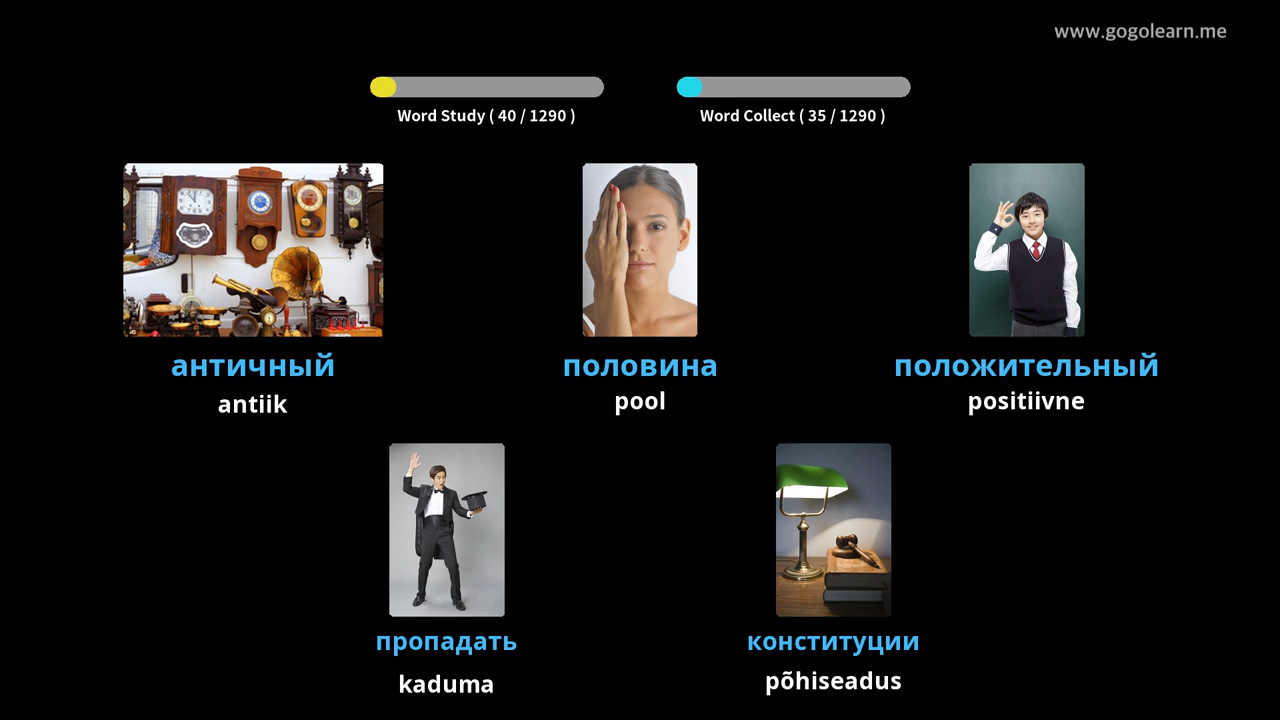 www.gogolearn.me
Word Study ( 40 / 1290 )
Word Collect ( 35 / 1290 )
античный
половина
положительный
antiik
pool
positiivne
пропадать
конституции
kaduma
põhiseadus